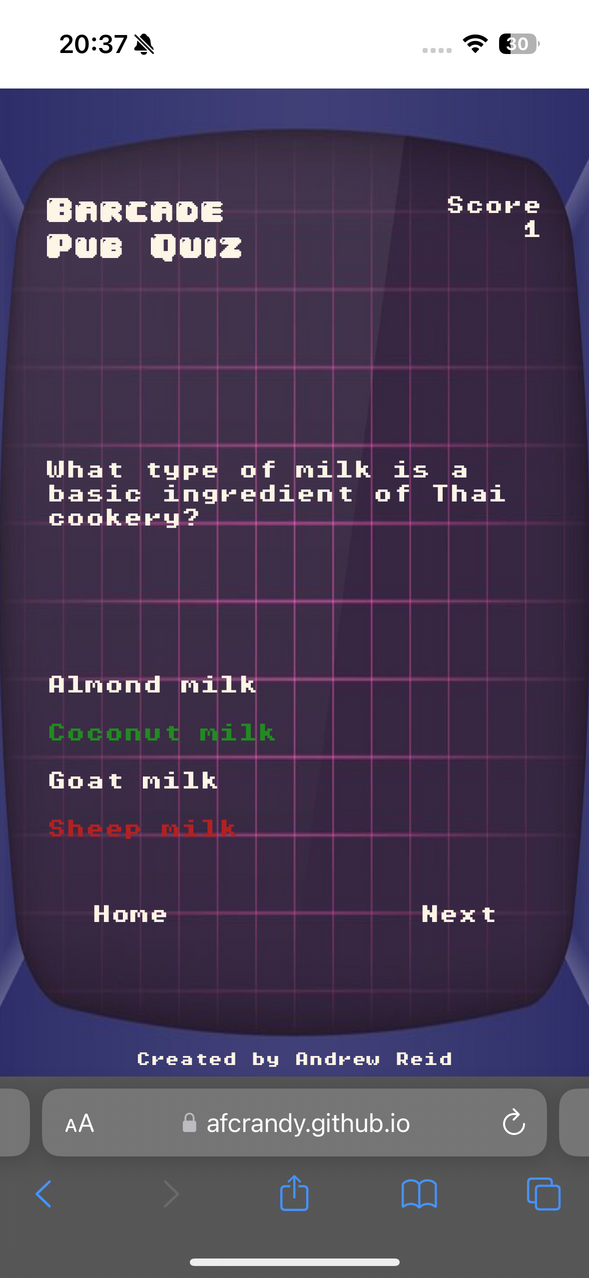 20:37
30
Barcade
Pub Quiz
Score
1
What type of milk is a
basic ingredient of Thai
cookery?
Almond milk
Coconut milk
Goat milk
Sheep milk
Home
Next
Created by Andrew Reid
AA
afcrandy.github.io